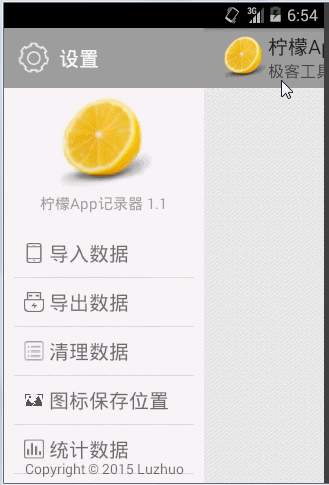 3G 6:54
设置
柠檬Ap
极客工具
柠檬App记录器 1.1
导入数据
导出数据
清理数据
图标保存位置
统计数据
Copyright © 2015 Luzhuo